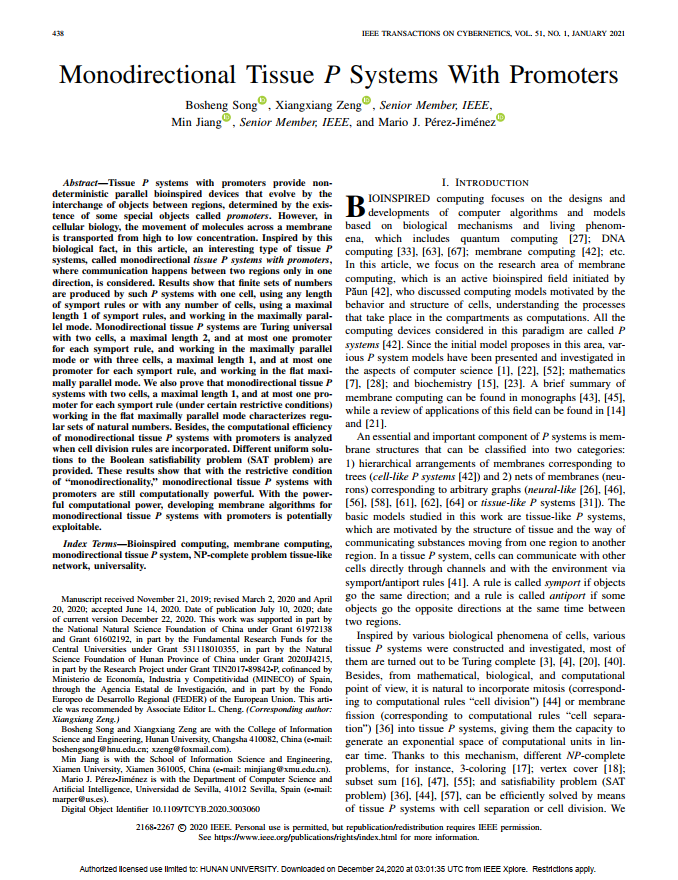 438
IEEE TRANSACTIONS ON CYBERNETICS, VOL. 51, NO. 1, JANUARY 2021
Monodirectional Tissue P Systems With Promoters
Bosheng Song, Xiangxiang Zeng, Senior Member, IEEE,
Min Jiang, Senior Member, IEEE, and Mario J. Pérez-Jiménez
Abstract—Tissue P systems with promoters provide non-
deterministic parallel bioinspired devices that evolve by the
interchange of objects between regions, determined by the exis-
tence of some special objects called promoters. However, in
cellular biology, the movement of molecules across a membrane
is transported from high to low concentration. Inspired by this
biological fact, in this article, an interesting type of tissue P
systems, called monodirectional tissue P systems with promoters,
where communication happens between two regions only in one
direction, is considered. Results show that finite sets of numbers
are produced by such P systems with one cell, using any length
of symport rules or with any number of cells, using a maximal
length 1 of symport rules, and working in the maximally paral-
lel mode. Monodirectional tissue P systems are Turing universal
with two cells, a maximal length 2, and at most one promoter
for each symport rule, and working in the maximally parallel
mode or with three cells, a maximal length 1, and at most one
promoter for each symport rule, and working in the flat maxi-
mally parallel mode. We also prove that monodirectional tissue P
systems with two cells, a maximal length 1, and at most one pro-
moter for each symport rule (under certain restrictive conditions)
working in the flat maximally parallel mode characterizes regu-
lar sets of natural numbers. Besides, the computational efficiency
of monodirectional tissue P systems with promoters is analyzed
when cell division rules are incorporated. Different uniform solu-
tions to the Boolean satisfiability problem (SAT problem) are
provided. These results show that with the restrictive condition
of “monodirectionality,” monodirectional tissue P systems with
promoters are still computationally powerful. With the power-
ful computational power, developing membrane algorithms for
monodirectional tissue P systems with promoters is potentially
exploitable.
Index Terms—Bioinspired computing, membrane computing,
monodirectional tissue P system, NP-complete problem tissue-like
network, universality.
Manuscript received November 21, 2019; revised March 2, 2020 and April
20, 2020; accepted June 14, 2020. Date of publication July 10, 2020; date
of current version December 22, 2020. This work was supported in part by
the National Natural Science Foundation of China under Grant 61972138
and Grant 61602192, in part by the Fundamental Research Funds for the
Central Universities under Grant 531118010355, in part by the Natural
Science Foundation of Hunan Province of China under Grant 2020JJ4215,
in part by the Research Project under Grant TIN2017-89842-P, cofinanced by
Ministerio de Economía, Industria y Competitividad (MINECO) of Spain,
through the Agencia Estatal de Investigación, and in part by the Fondo
Europeo de Desarrollo Regional (FEDER) of the European Union. This arti-
cle was recommended by Associate Editor L. Cheng. (Corresponding author:
Xiangxiang Zeng.)
Bosheng Song and Xiangxiang Zeng are with the College of Information
Science and Engineering, Hunan University, Changsha 410082, China (e-mail:
boshengsong@hnu.edu.cn; xzeng@foxmail.com).
Min Jiang is with the School of Information Science and Engineering,
Xiamen University, Xiamen 361005, China (e-mail: minjiang@xmu.edu.cn).
Mario J. Pérez-Jiménez is with the Department of Computer Science and
Artificial Intelligence, Universidad de Sevilla, 41012 Sevilla, Spain (e-mail:
marper@us.es).
Digital Object Identifier 10.1109/TCYB.2020.3003060
I. INTRODUCTION
BIOINSPIRED computing focuses on the designs and
developments of computer algorithms and models
based on biological mechanisms and living phenom-
ena, which includes quantum computing [27]; DNA
computing [33], [63], [67]; membrane computing [42]; etc.
In this article, we focus on the research area of membrane
computing, which is an active bioinspired field initiated by
Păun [42], who discussed computing models motivated by the
behavior and structure of cells, understanding the processes
that take place in the compartments as computations. All the
computing devices considered in this paradigm are called P
systems [42]. Since the initial model proposes in this area, var-
ious P system models have been presented and investigated in
the aspects of computer science [1], [22], [52]; mathematics
[7], [28]; and biochemistry [15], [23]. A brief summary of
membrane computing can be found in monographs [43], [45],
while a review of applications of this field can be found in [14]
and [21].
An essential and important component of P systems is mem-
brane structures that can be classified into two categories:
1) hierarchical arrangements of membranes corresponding to
trees (cell-like P systems [42]) and 2) nets of membranes (neu-
rons) corresponding to arbitrary graphs (neural-like [26], [46],
[56], [58], [61], [62], [64] or tissue-like P systems [31]). The
basic models studied in this work are tissue-like P systems,
which are motivated by the structure of tissue and the way of
communicating substances moving from one region to another
region. In a tissue P system, cells can communicate with other
cells directly through channels and with the environment via
symport/antiport rules [41]. A rule is called symport if objects
go the same direction; and a rule is called antiport if some
objects go the opposite directions at the same time between
two regions.
Inspired by various biological phenomena of cells, various
tissue P systems were constructed and investigated, most of
them are turned out to be Turing complete [3], [4], [20], [40].
Besides, from mathematical, biological, and computational
point of view, it is natural to incorporate mitosis (correspond-
ing to computational rules “cell division”) [44] or membrane
fission (corresponding to computational rules “cell separa-
tion”) [36] into tissue P systems, giving them the capacity to
generate an exponential space of computational units in lin-
ear time. Thanks to this mechanism, different NP-complete
problems, for instance, 3-coloring [17]; vertex cover [18];
subset sum [16], [47], [55]; and satisfiability problem (SAT
problem) [36], [44], [57], can be efficiently solved by means
of tissue P systems with cell separation or cell division. We
2168-2267 © 2020 IEEE. Personal use is permitted, but republication/redistribution requires IEEE permission.
See https://www.ieee.org/publications/rights/index.html for more information.
Authorized licensed use limited to: HUNAN UNIVERSITY. Downloaded on December 24,2020 at 03:01:35 UTC from IEEE Xplore. Restrictions apply.